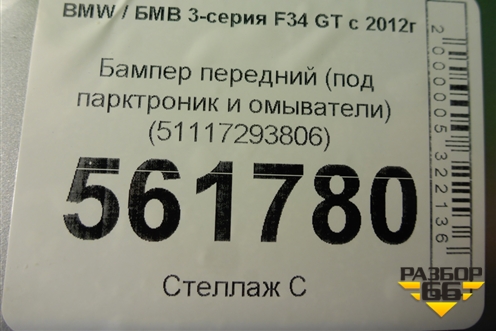 BMW / БМВ 3-серия F34 GT с 2012г
Бампер передний (под
парктроник и омыватели)
(51117293806)
561780
Стеллаж С
2000005322136
РАЗБОР
66